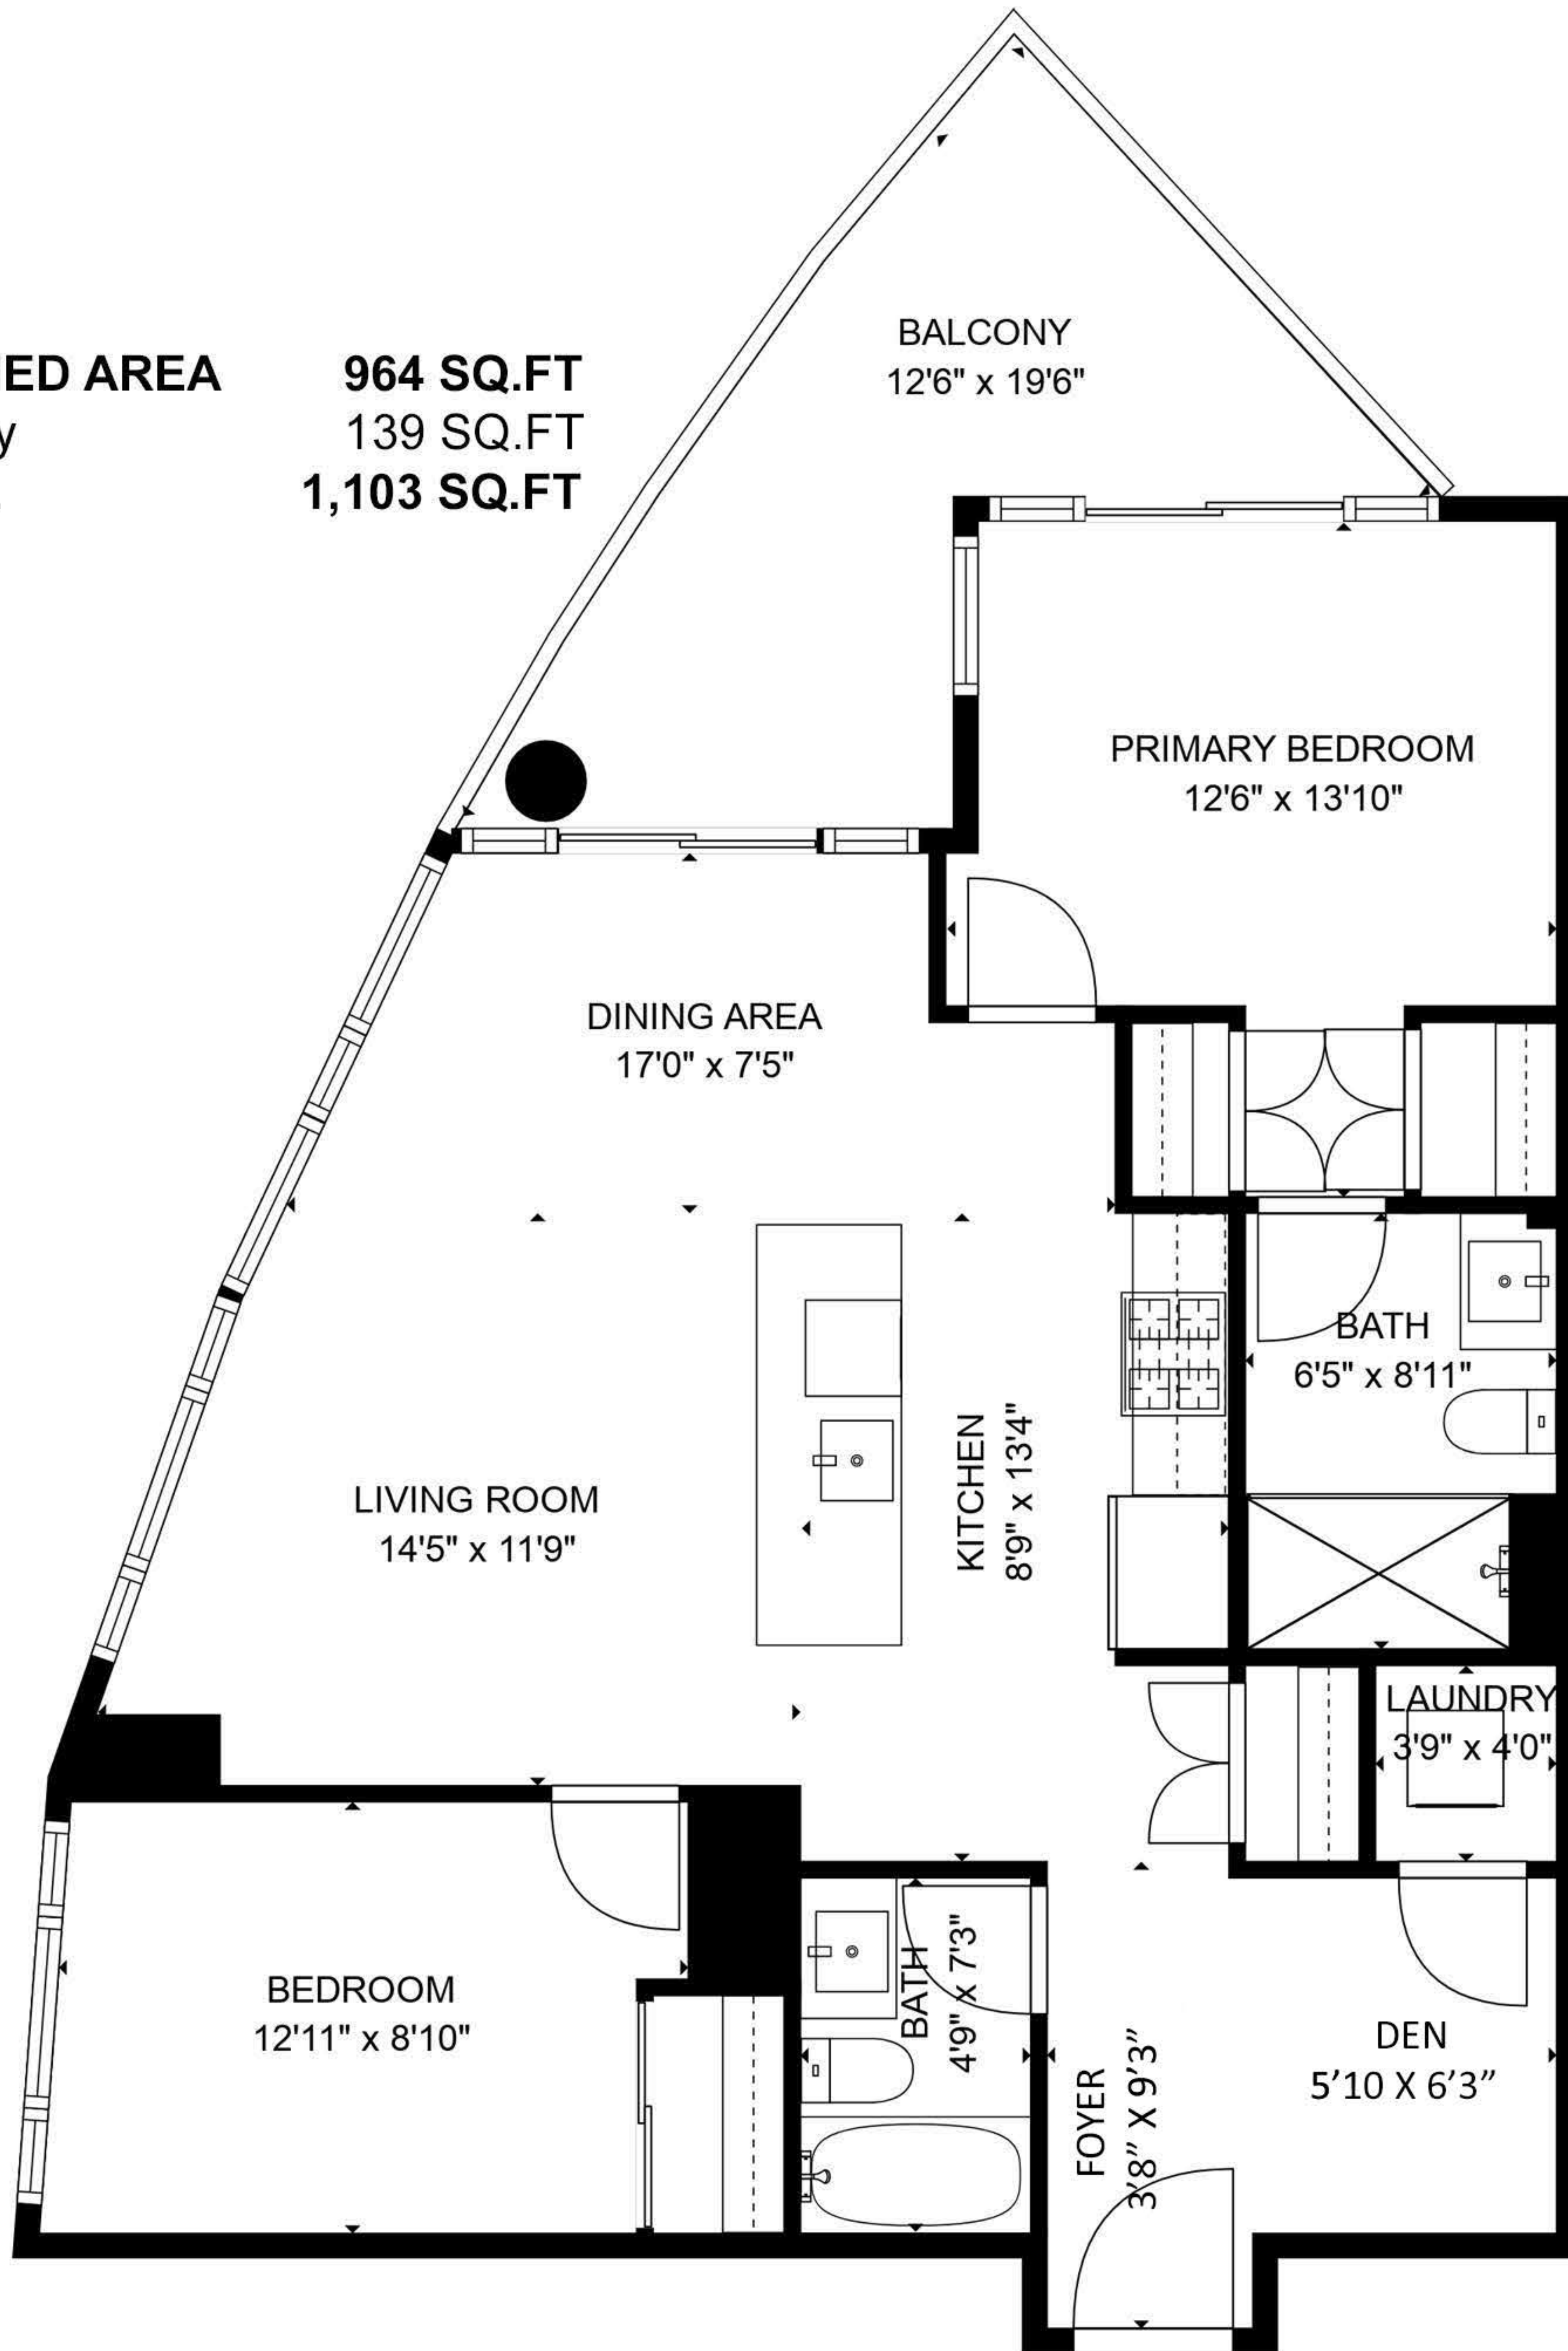 ED AREA 964 SQ.FT
y 139 SQ.FT
1,103 SQ.FT
BALCONY
12'6" x 19'6"
PRIMARY BEDROOM
12'6" x 13'10"
DINING AREA
17'0" x 7'5"
BATH
6'5" x 8'11"
KITCHEN
8'9" x 13'4"
LIVING ROOM
14'5" x 11'9"
LAUNDRY
3'9" x 4'0"
BEDROOM
12'11" x 8'10"
BATH
4'9" x 7'3"
FOYER
3’8” X 9’3”
DEN
5’10 X 6’3”